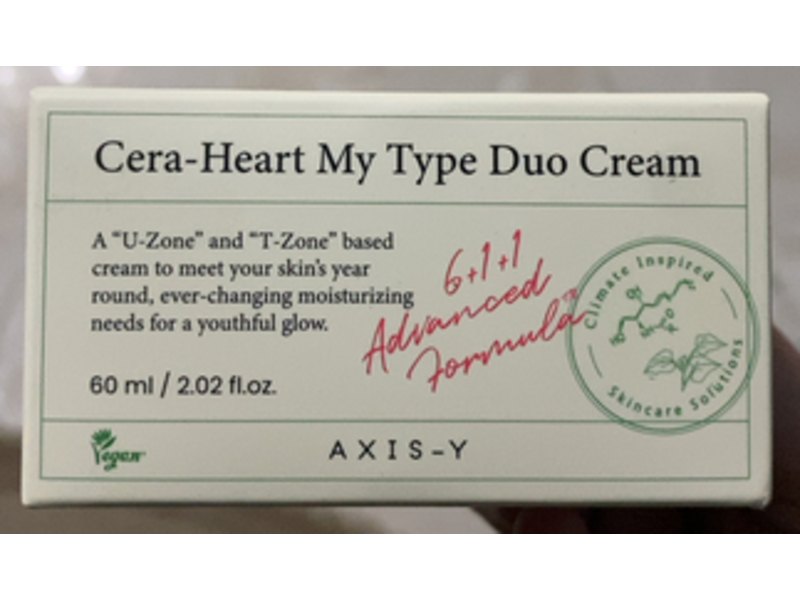 Cera-Heart My Type Duo Cream
A “U-Zone” and “T-Zone” based
cream to meet your skin's year
round, ever-changing moisturizing
needs for a youthful glow.
6+1+1
Advanced
Formula™
Climate Inspired
Skincare Solutions
60 ml / 2.02 fl.oz.
Vegan
AXIS-Y